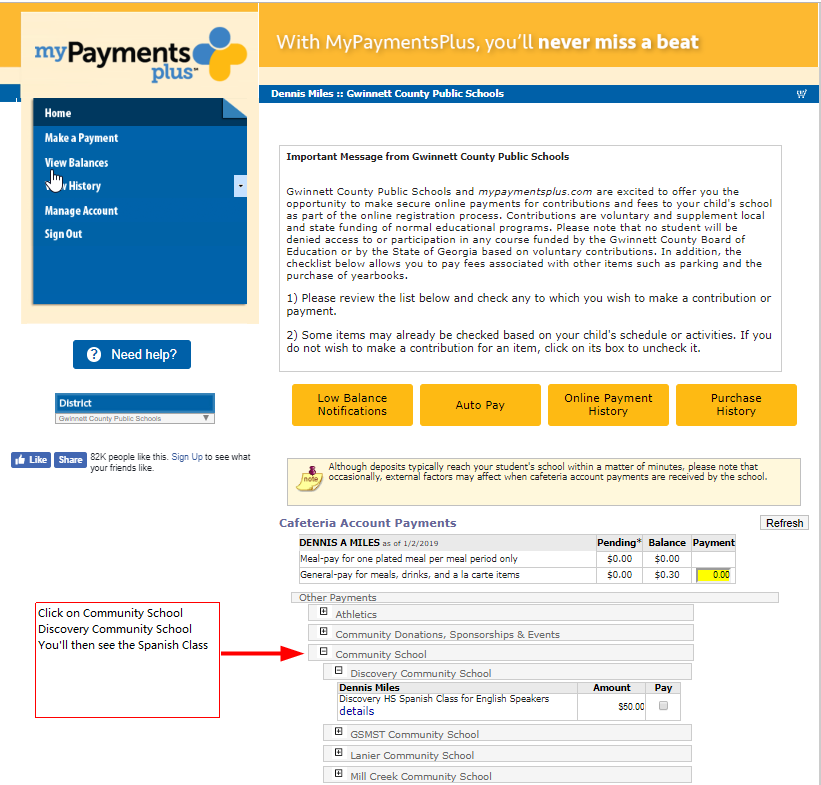 myPayments
plus™
With MyPaymentsPlus, you'll never miss a beat
Dennis Miles :: Gwinnett County Public Schools
Home
Make a Payment
View Balances
History
Manage Account
Sign Out
? Need help?
District
Gwinnett County Public Schools
Like Share 82K people like this. Sign Up to see what
your friends like.
Important Message from Gwinnett County Public Schools
Gwinnett County Public Schools and mypaymentsplus.com are excited to offer you the
opportunity to make secure online payments for contributions and fees to your child's school
as part of the online registration process. Contributions are voluntary and supplement local
and state funding of normal educational programs. Please note that no student will be
denied access to or participation in any course funded by the Gwinnett County Board of
Education or by the State of Georgia based on voluntary contributions. In addition, the
checklist below allows you to pay fees associated with other items such as parking and the
purchase of yearbooks.
1) Please review the list below and check any to which you wish to make a contribution or
payment.
2) Some items may already be checked based on your child's schedule or activities. If you
do not wish to make a contribution for an item, click on its box to uncheck it.
Low Balance
Notifications
Auto Pay
Online Payment
History
Purchase
History
note
Although deposits typically reach your student's school within a matter of minutes, please note that
occasionally, external factors may affect when cafeteria account payments are received by the school.
Cafeteria Account Payments
Refresh
DENNIS A MILES as of 1/2/2019 Pending* Balance Payment
Meal-pay for one plated meal per meal period only $0.00 $0.00
General-pay for meals, drinks, and a la carte items $0.00 $0.30 0.00
Other Payments
Athletics
Community Donations, Sponsorships & Events
Community School
Discovery Community School
Dennis Miles Amount Pay
Discovery HS Spanish Class for English Speakers
details
$50.00
GSMST Community School
Lanier Community School
Mill Creek Community School
Click on Community School
Discovery Community School
You'll then see the Spanish Class